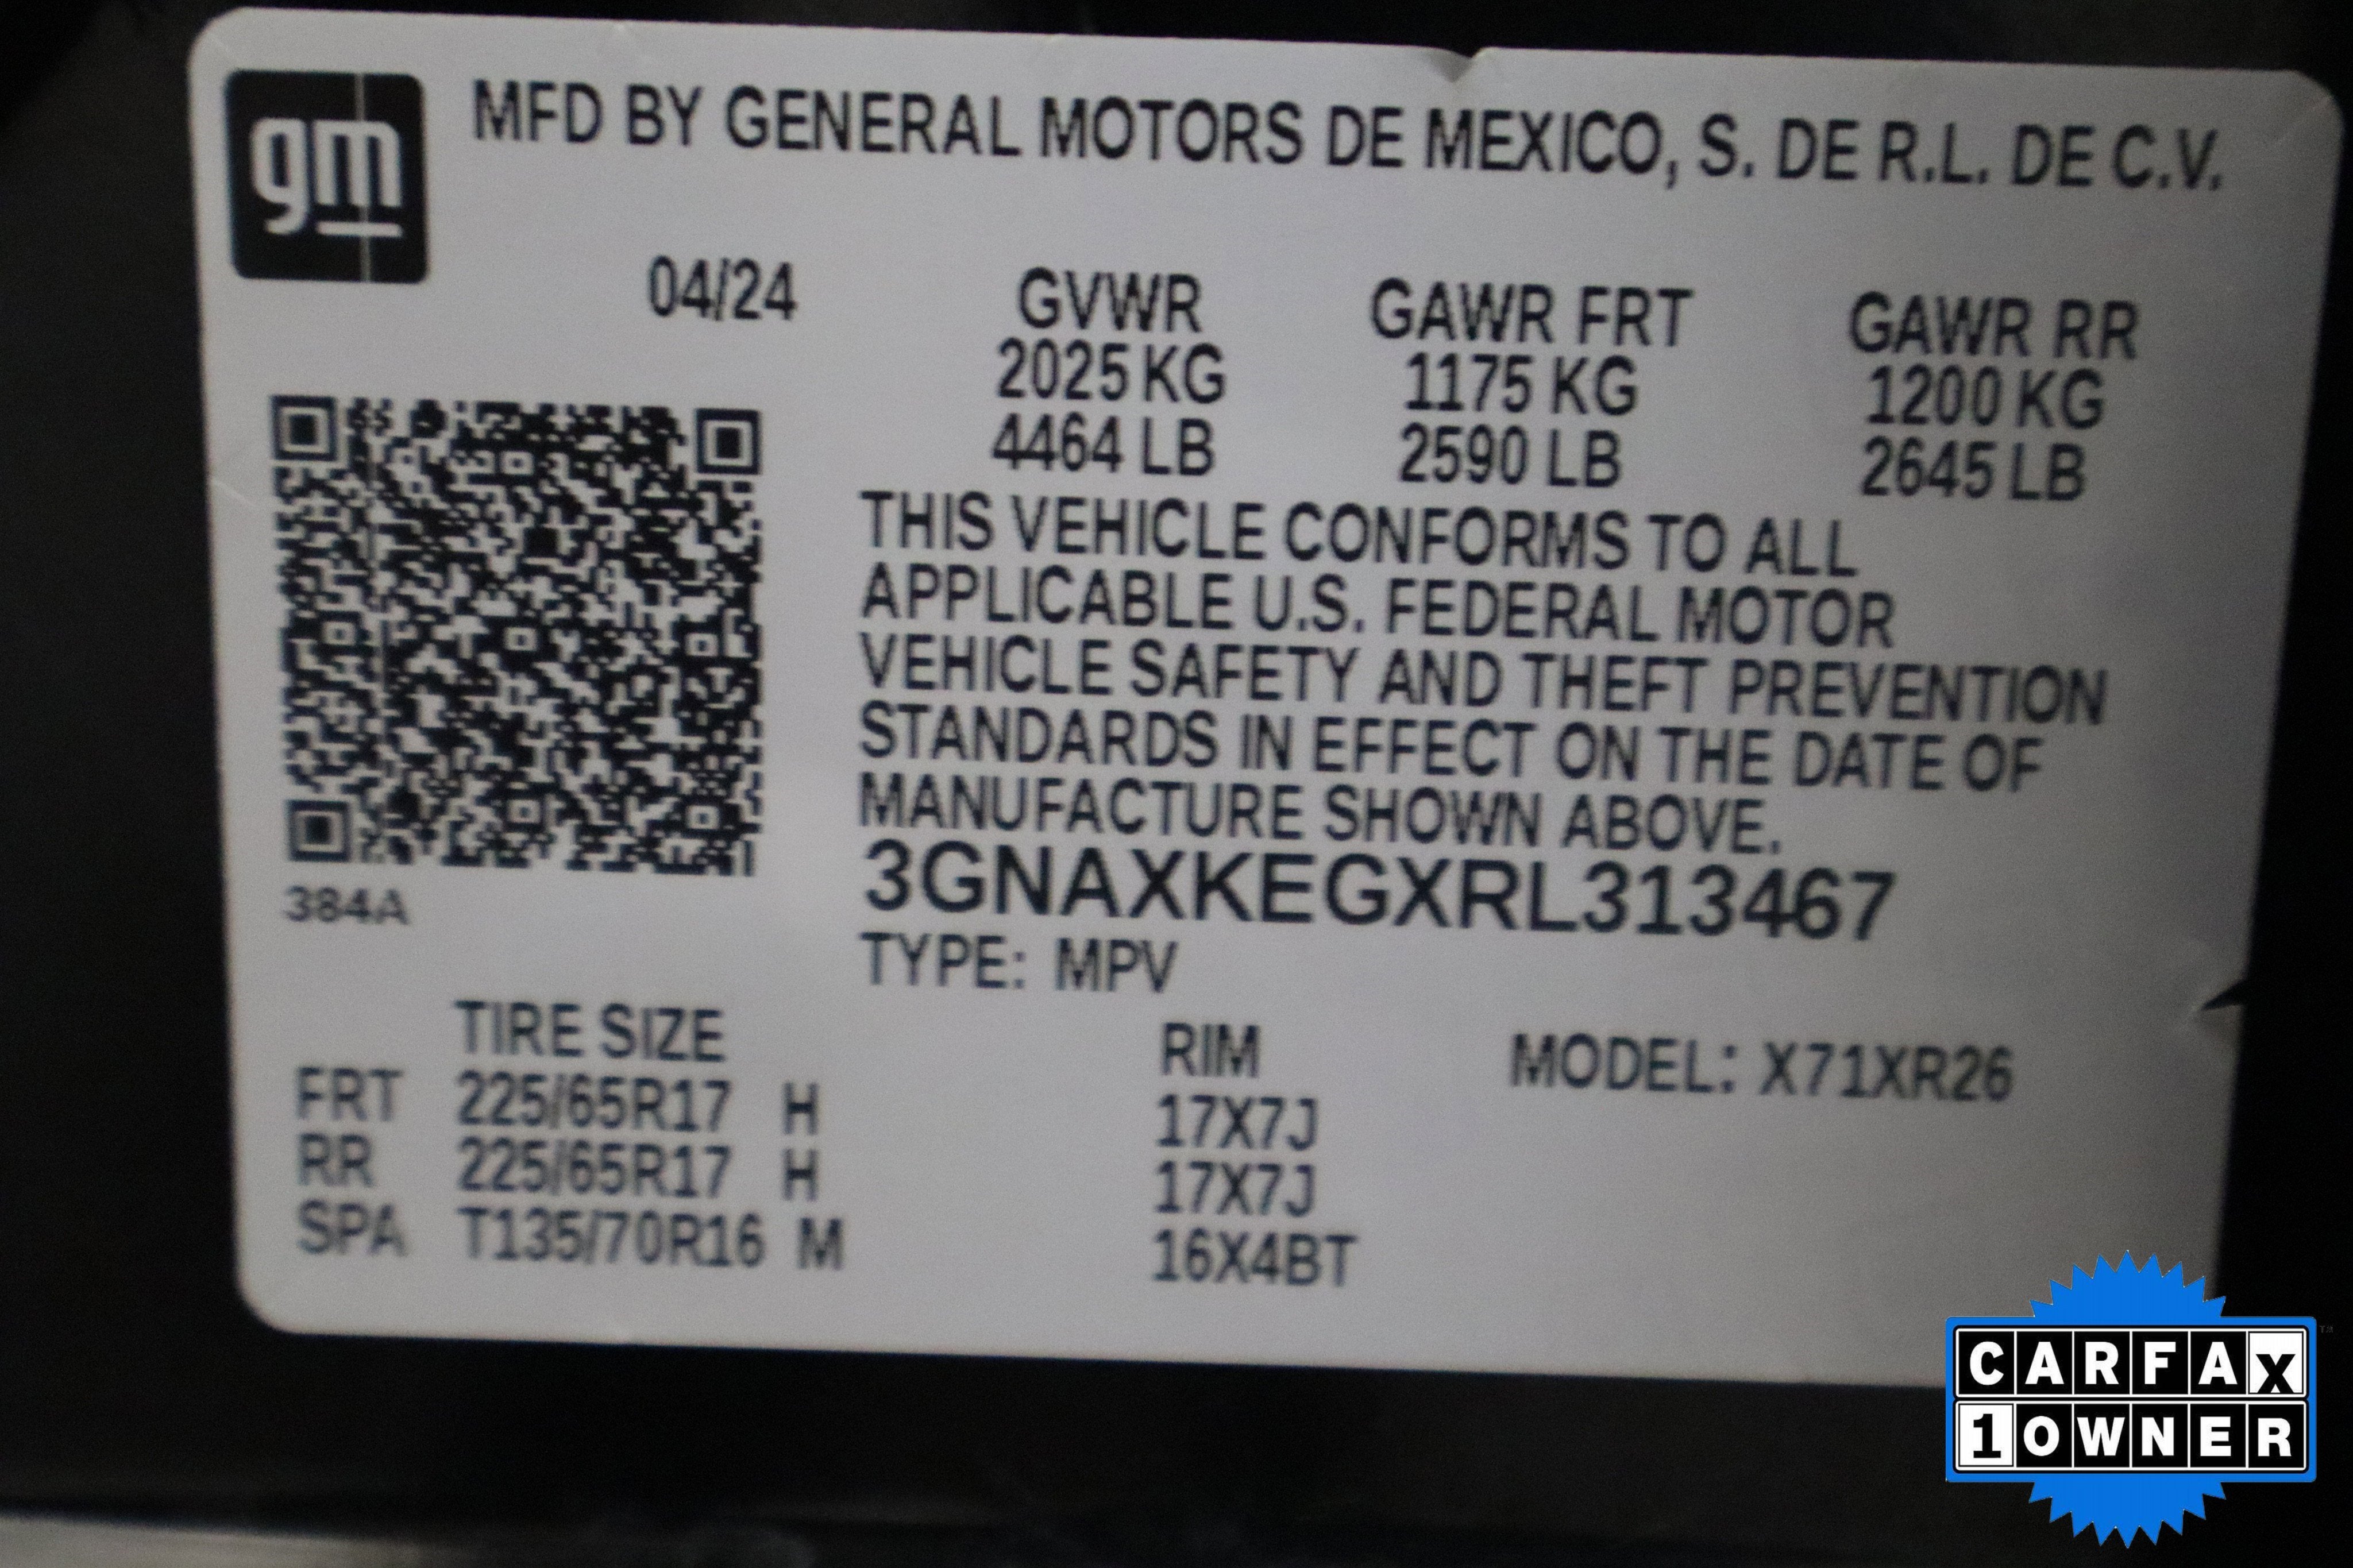 gm
MFD BY GENERAL MOTORS DE MEXICO, S. DE R.L. DE C.V.
04/24 GVWR GAWR FRT GAWR RR
2025 KG 1175 KG 1200 KG
4464 LB 2590 LB 2645 LB
THIS VEHICLE CONFORMS TO ALL
APPLICABLE U.S. FEDERAL MOTOR
VEHICLE SAFETY AND THEFT PREVENTION
STANDARDS IN EFFECT ON THE DATE OF
MANUFACTURE SHOWN ABOVE.
3GNAXKEGXRL313467
384A
TYPE: MPV
TIRE SIZE RIM MODEL: X71XR26
FRT 225/65R17 H 17X7J
RR 225/65R17 H 17X7J
SPA T135/70R16 M 16X4BT
CARFAX TM
1 OWNER